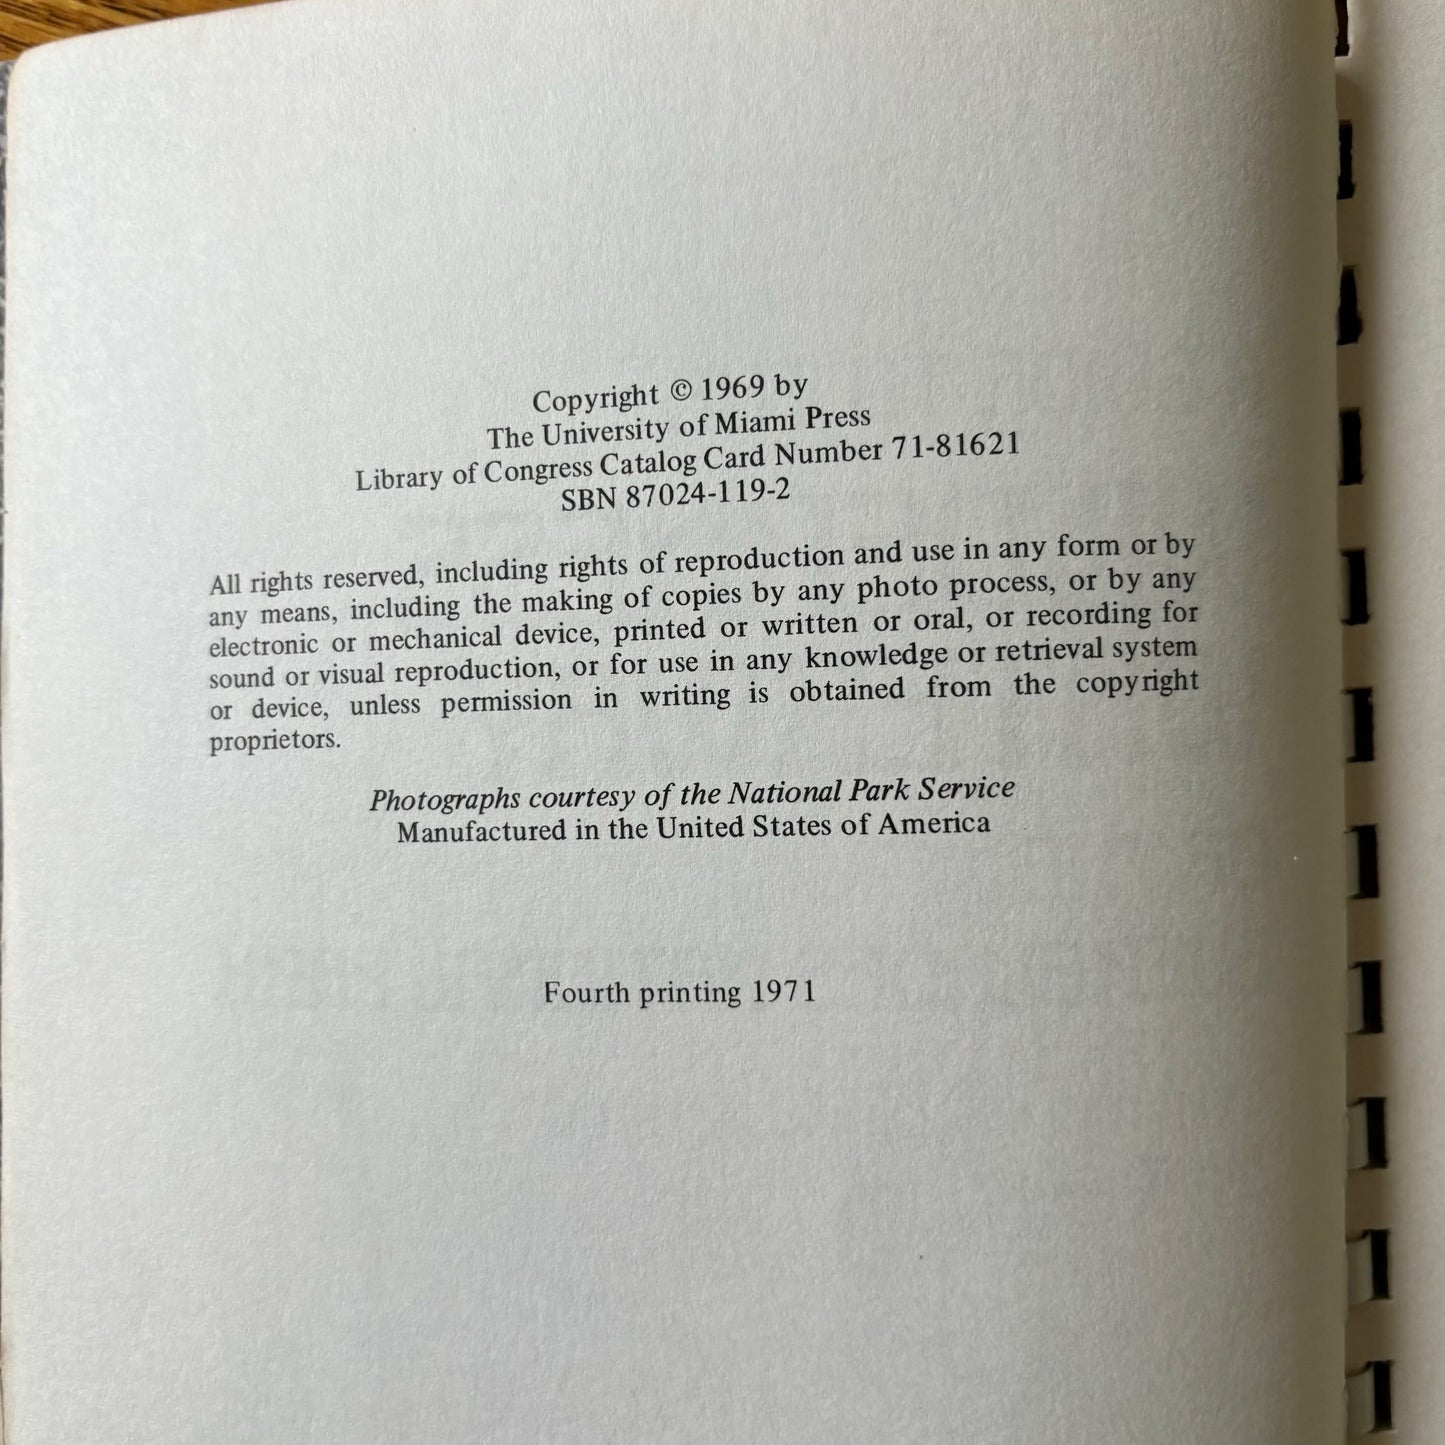 Copyright © 1969 by
The University of Miami Press
Library of Congress Catalog Card Number 71-81621
SBN 87024-119-2
All rights reserved, including rights of reproduction and use in any form or by
any means, including the making of copies by any photo process, or by any
electronic or mechanical device, printed or written or oral, or recording for
sound or visual reproduction, or for use in any knowledge or retrieval system
or device, unless permission in writing is obtained from the copyright
proprietors.
Photographs courtesy of the National Park Service
Manufactured in the United States of America
Fourth printing 1971